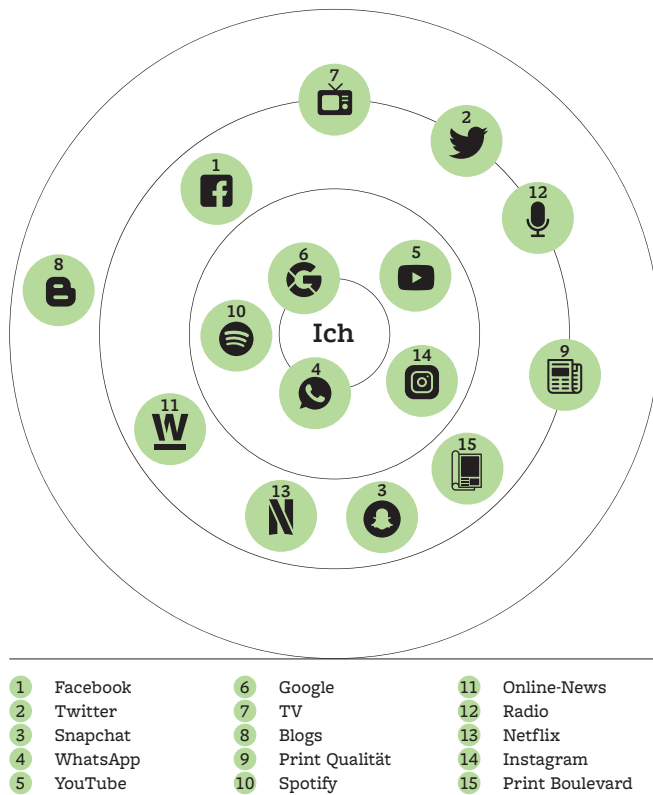 7
2
1
12
6
5
8
10
Ich
14
9
4
11
15
13
3
W
N
1 Facebook
2 Twitter
3 Snapchat
4 WhatsApp
5 YouTube
6 Google
7 TV
8 Blogs
9 Print Qualität
10 Spotify
11 Online-News
12 Radio
13 Netflix
14 Instagram
15 Print Boulevard